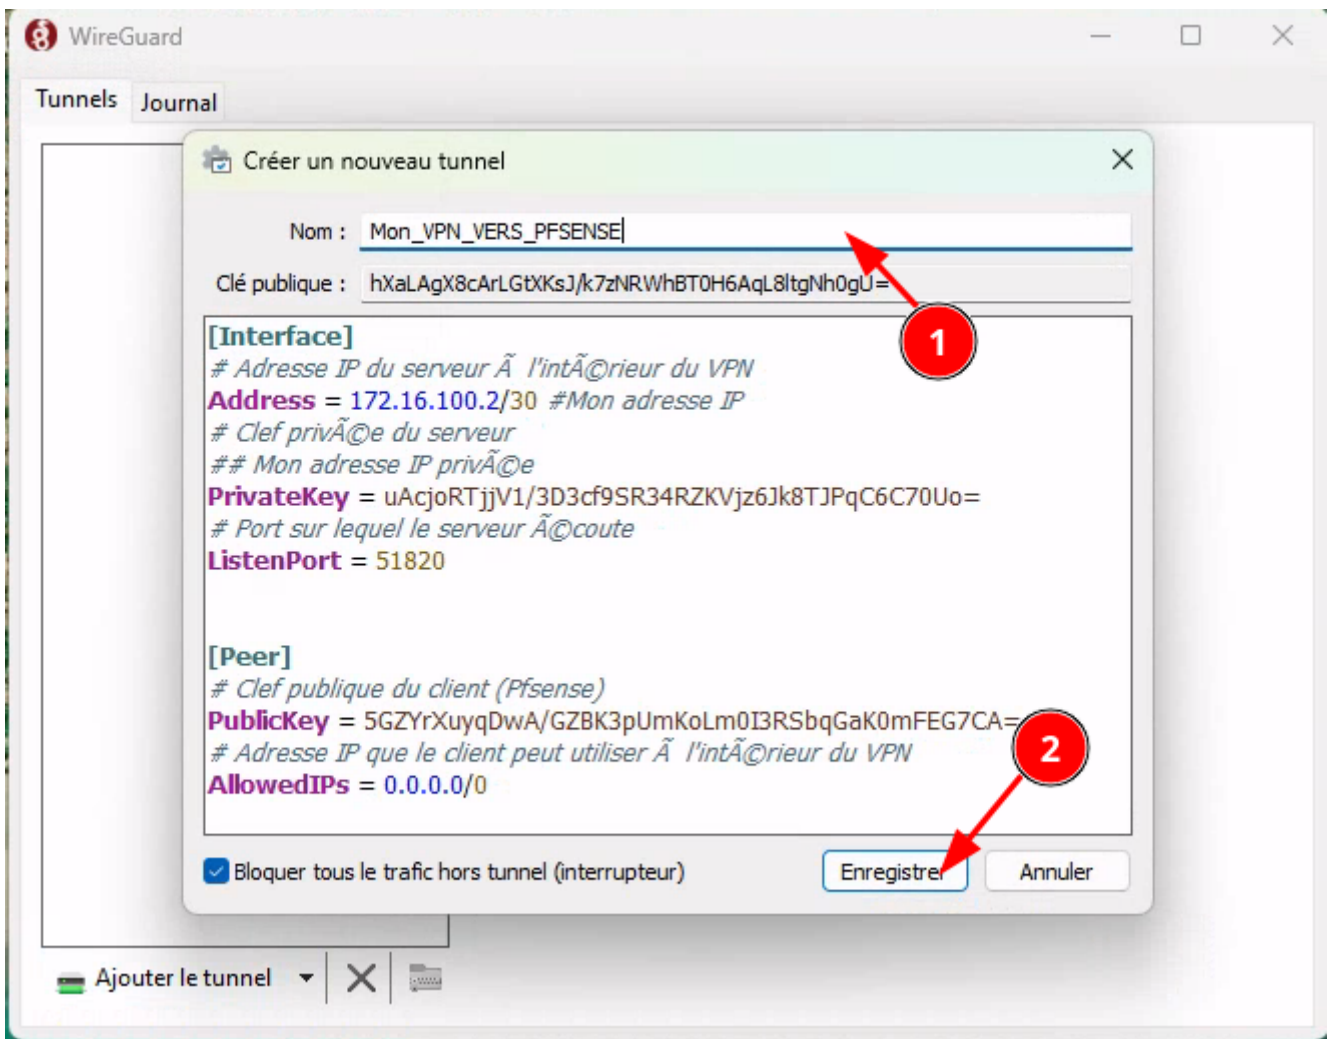 WireGuard
Tunnels Journal
Créer un nouveau tunnel
Nom : Mon_VPN_VERS_PFSENSE
Clé publique : hXaLAgX8cArLGtXKsJ/k7zNRWhBT0H6AqL8ltgNh0gU=
[Interface]
# Adresse IP du serveur Ã  l'intÃ©rieur du VPN
Address = 172.16.100.2/30 #Mon adresse IP
# Clef privÃ©e du serveur
## Mon adresse IP privÃ©e
PrivateKey = uAcjoRTjjV1/3D3cf9SR34RZKVjz6Jk8TJPqC6C70Uo=
# Port sur lequel le serveur Ã©coute
ListenPort = 51820
1
[Peer]
# Clef publique du client (Pfsense)
PublicKey = 5GZYrXuyqDwA/GZBK3pUmKoLm0I3RSbqGaK0mFEG7CA=
# Adresse IP que le client peut utiliser Ã  l'intÃ©rieur du VPN
AllowedIPs = 0.0.0.0/0
2
Bloquer tous le trafic hors tunnel (interrupteur)
Enregistrer Annuler
Ajouter le tunnel